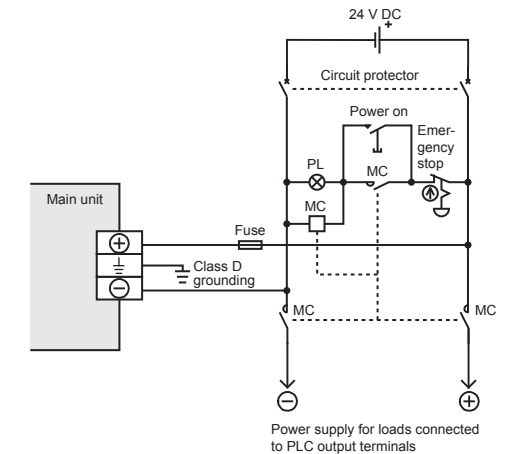 24 V DC
+
Circuit protector
Power on
Emer-
gency
stop
PL
MC
MC
Main unit
Fuse
+
Class D
grounding
−
MC
MC
−
+
Power supply for loads connected
to PLC output terminals